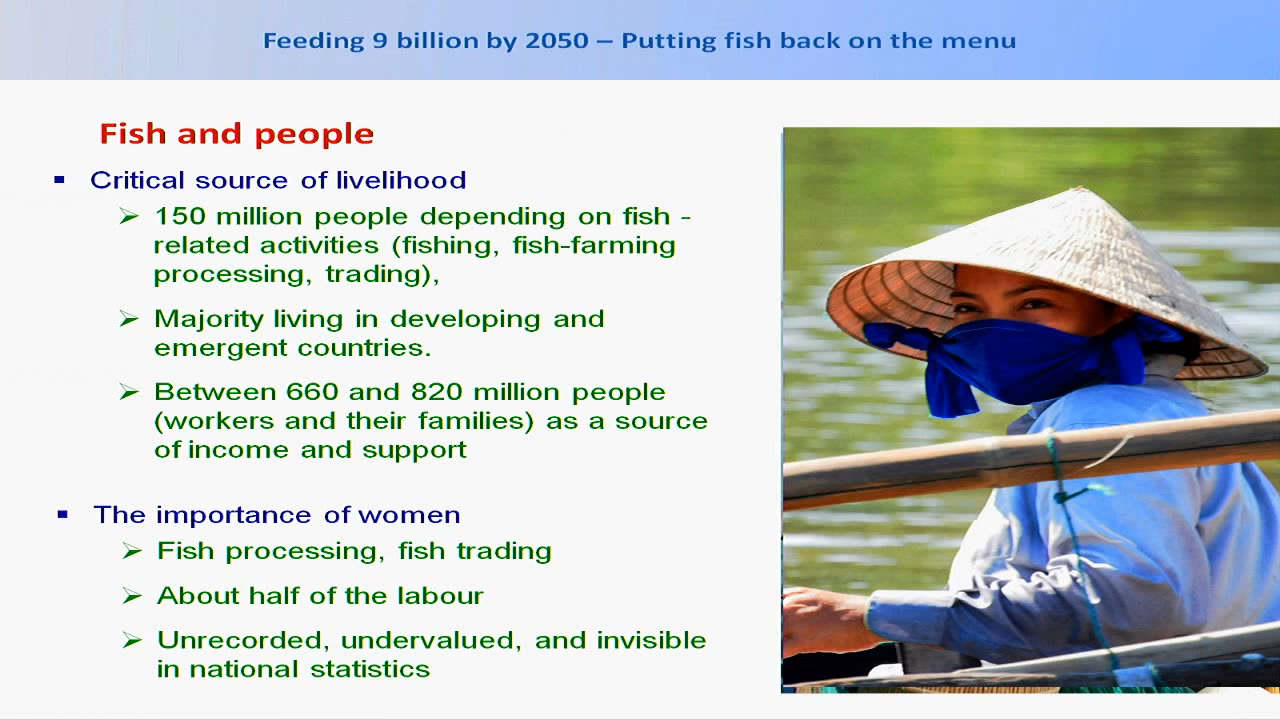 Feeding 9 billion by 2050 – Putting fish back on the menu
Fish and people
▪ Critical source of livelihood
➢ 150 million people depending on fish -
related activities (fishing, fish-farming
processing, trading),
➢ Majority living in developing and
emergent countries.
➢ Between 660 and 820 million people
(workers and their families) as a source
of income and support
▪ The importance of women
➢ Fish processing, fish trading
➢ About half of the labour
➢ Unrecorded, undervalued, and invisible
in national statistics